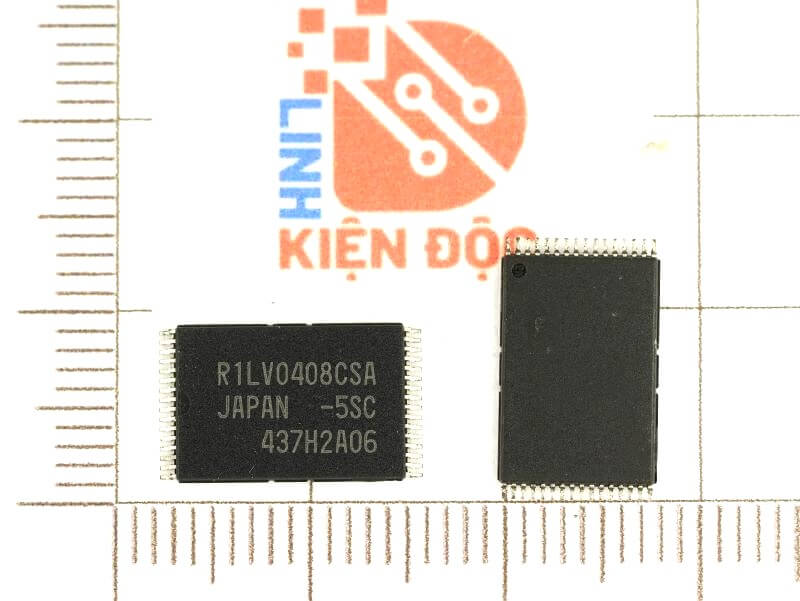 LINH
KIỆN ĐỘC
R1LV0408CSA
JAPAN -5SC
437H2A06